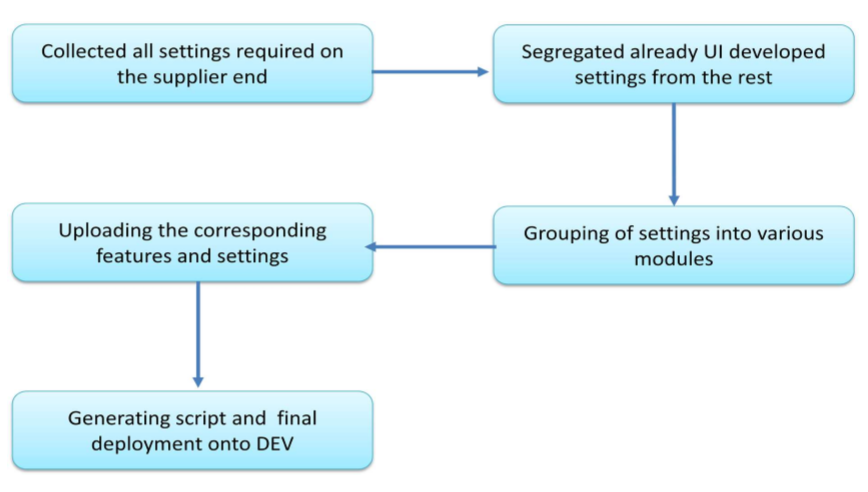 Collected all settings required on
the supplier end
Segregated already UI developed
settings from the rest
Grouping of settings into various
modules
Uploading the corresponding
features and settings
Generating script and  final
deployment onto DEV